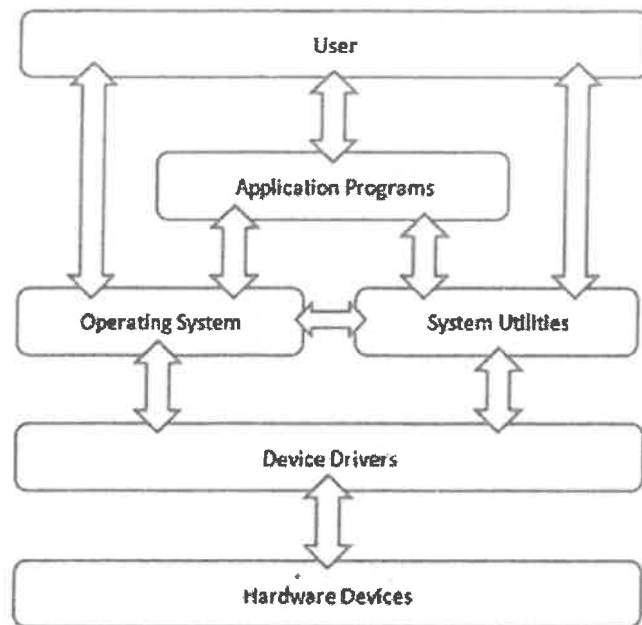 User
Application Programs
Operating System
System Utilities
Device Drivers
Hardware Devices